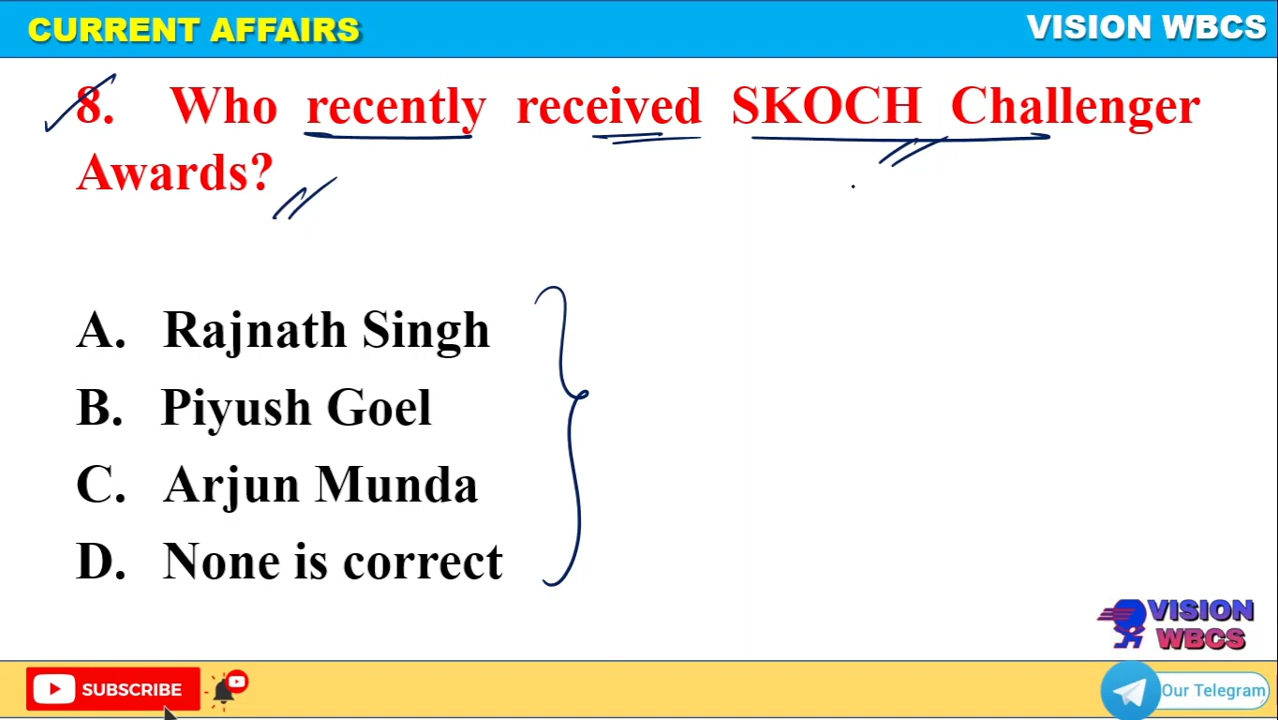 CURRENT AFFAIRS
VISION WBCS
8. Who recently received SKOCH Challenger
Awards?
A. Rajnath Singh
B. Piyush Goel
C. Arjun Munda
D. None is correct
VISION
WBCS
SUBSCRIBE
Our Telegram